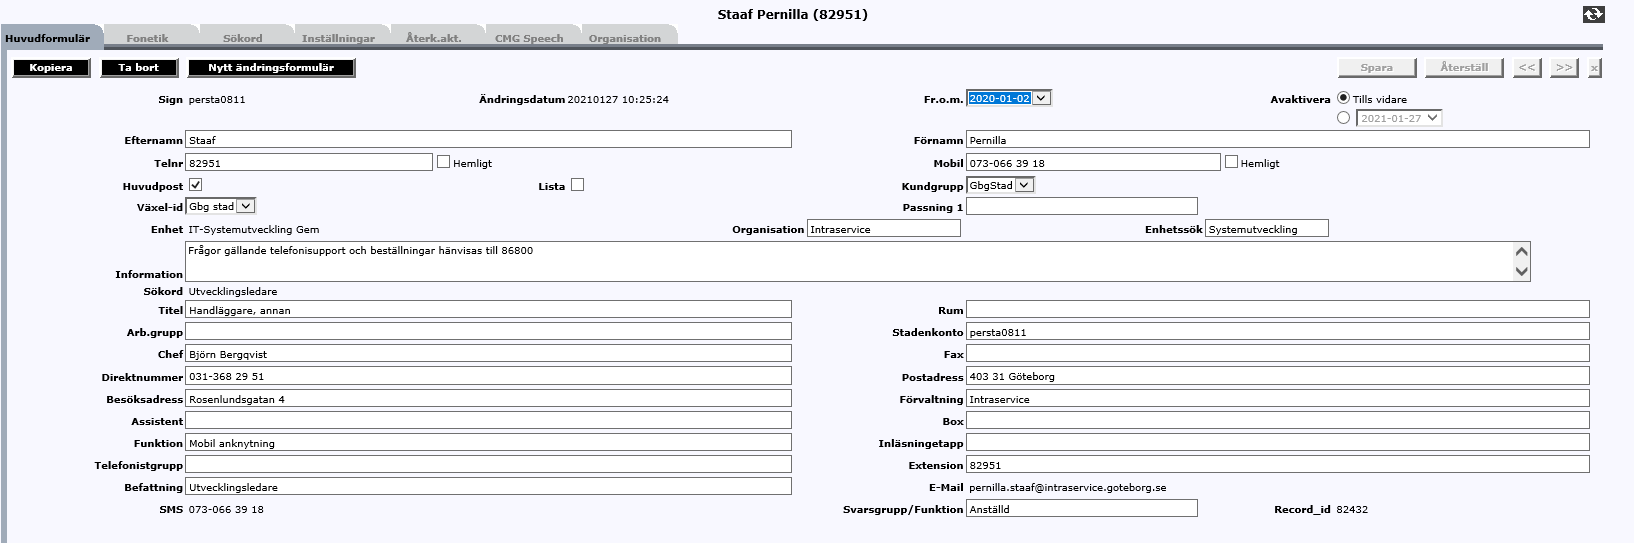 Staaf Pernilla (82951)
Huvudformulär Fonetik Sökord Inställningar Återk.akt. CMG Speech Organisation
Kopiera Ta bort Nytt ändringsformulär Spara Återställ << >> x
Sign persta0811 Ändringsdatum 20210127 10:25:24 Fr.o.m. 2020-01-02 Avaktivera Tills vidare
2021-01-27
Efternamn Staaf Förnamn Pernilla
Telnr 82951 Hemligt Mobil 073-066 39 18 Hemligt
Huvudpost Lista Kundgrupp GbgStad
Växel-id Gbg stad Passning 1
Enhet IT-Systemutveckling Gem Organisation Intraservice Enhetssök Systemutveckling
Information Frågor gällande telefonisupport och beställningar hänvisas till 86800
Sökord Utvecklingsledare
Titel Handläggare, annan Rum
Arb.grupp Stadenkonto persta0811
Chef Björn Bergqvist Fax
Direktnummer 031-368 29 51 Postadress 403 31 Göteborg
Besöksadress Rosenlundsgatan 4 Förvaltning Intraservice
Assistent Box
Funktion Mobil anknytning Inläsningetapp
Telefonistgrupp Extension 82951
Befattning Utvecklingsledare E-Mail pernilla.staaf@intraservice.goteborg.se
SMS 073-066 39 18 Svarsgrupp/Funktion Anställd Record_id 82432